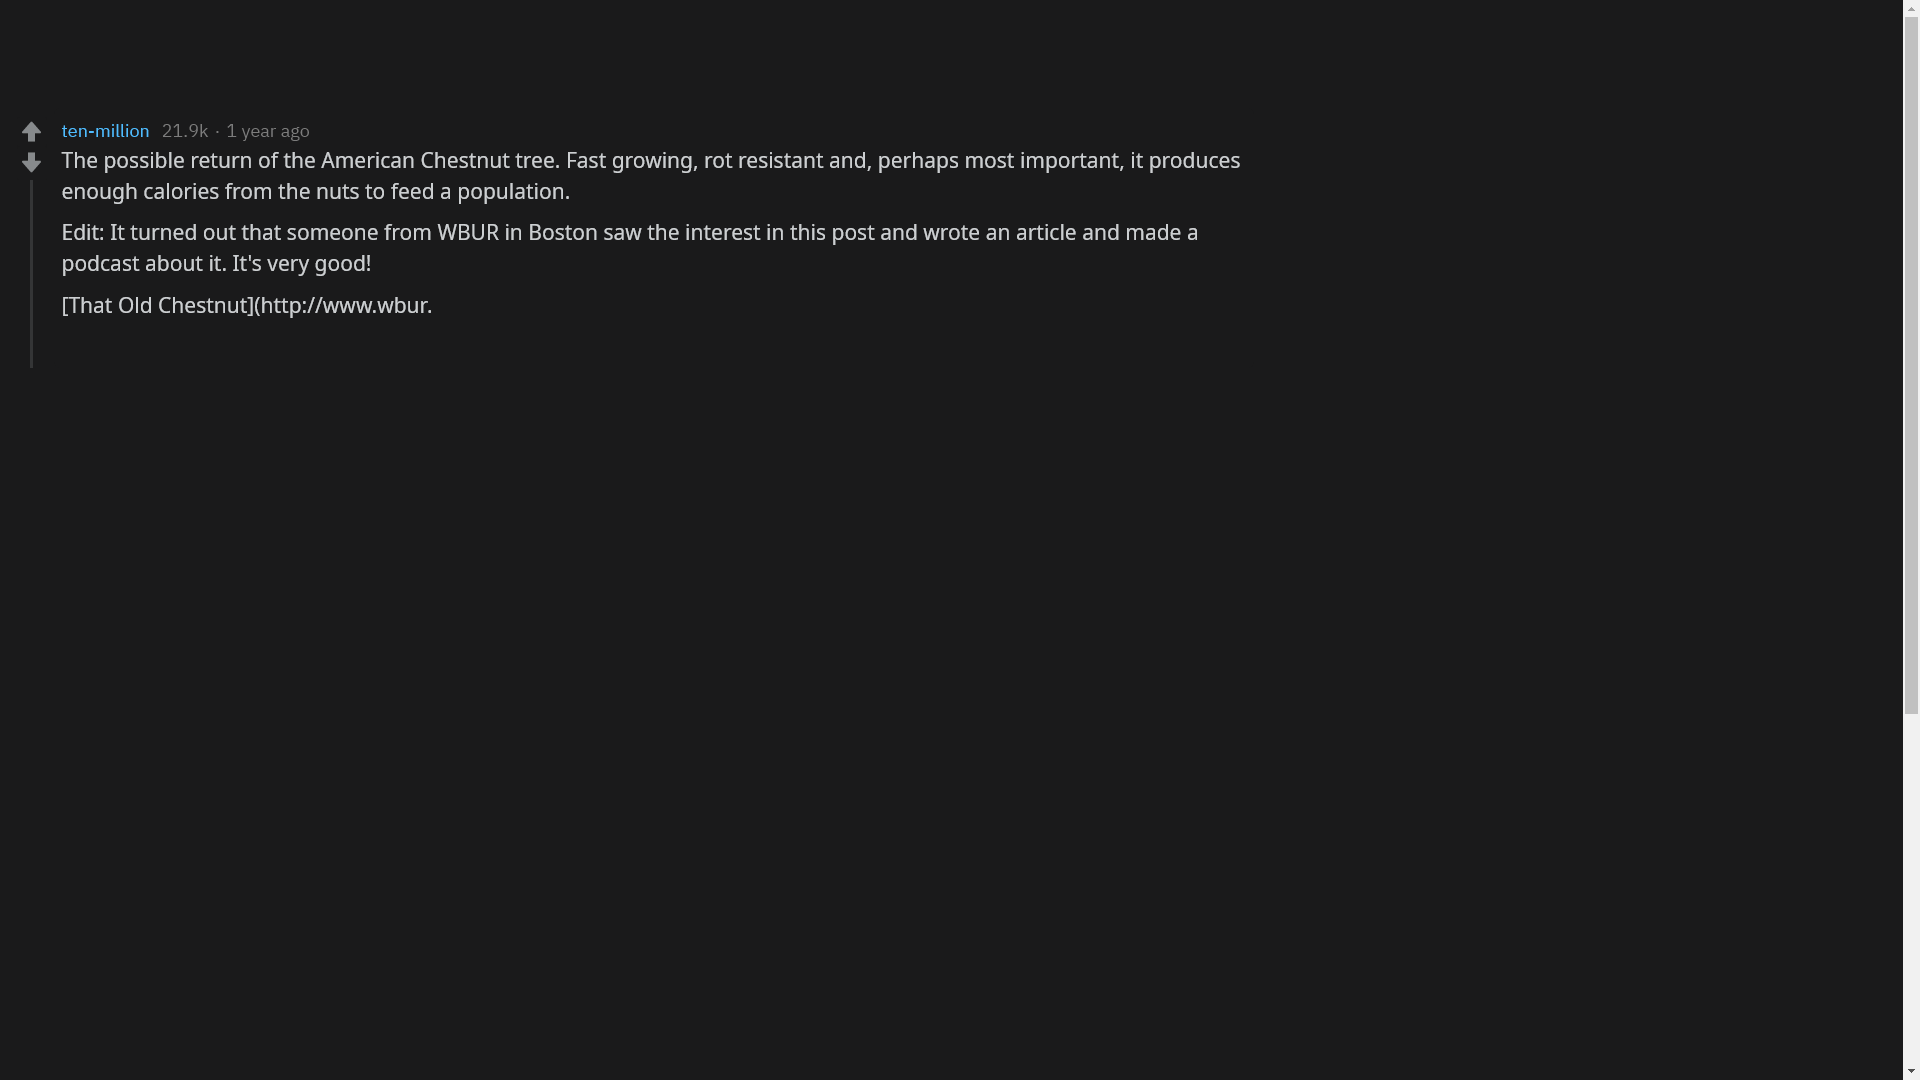 ten-million 21.9k · 1 year ago
The possible return of the American Chestnut tree. Fast growing, rot resistant and, perhaps most important, it produces
enough calories from the nuts to feed a population.
Edit: It turned out that someone from WBUR in Boston saw the interest in this post and wrote an article and made a
podcast about it. It's very good!
[That Old Chestnut](http://www.wbur.